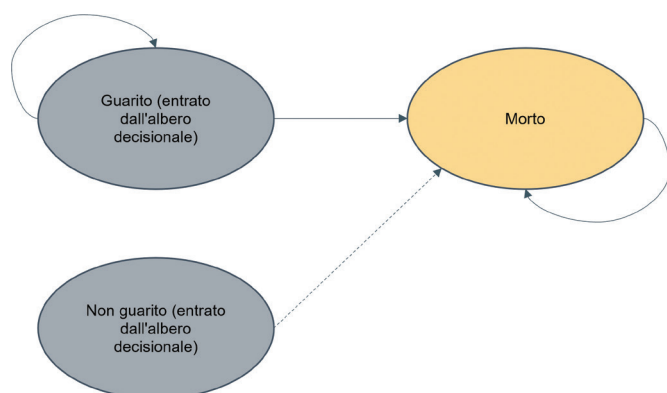 Guarito (entrato
dall'albero
decisionale)
Morto
Non guarito (entrato
dall'albero
decisionale)